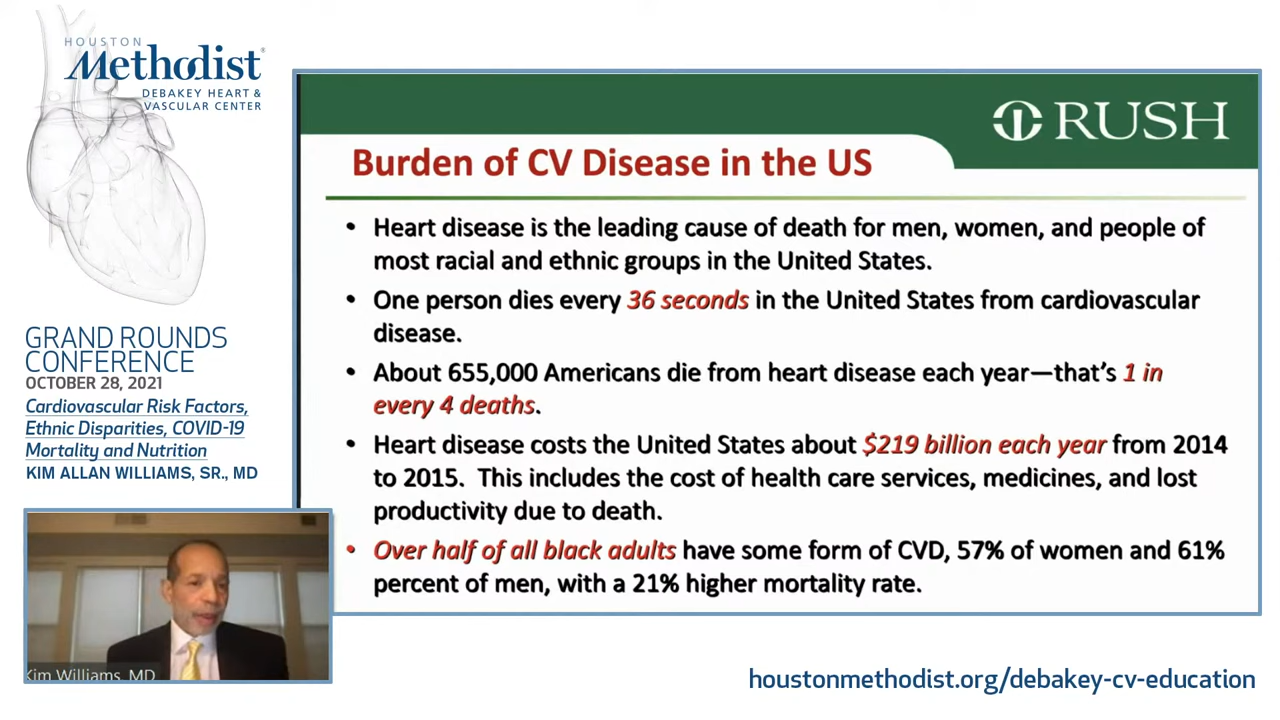 HOUSTON
Methodist®
DEBAKEY HEART &
VASCULAR CENTER
GRAND ROUNDS
CONFERENCE
OCTOBER 28, 2021
Cardiovascular Risk Factors,
Ethnic Disparities, COVID-19
Mortality and Nutrition
KIM ALLAN WILLIAMS, SR., MD
Kim Williams, MD
RUSH
Burden of CV Disease in the US
• Heart disease is the leading cause of death for men, women, and people of
most racial and ethnic groups in the United States.
• One person dies every 36 seconds in the United States from cardiovascular
disease.
• About 655,000 Americans die from heart disease each year—that's 1 in
every 4 deaths.
• Heart disease costs the United States about $219 billion each year from 2014
to 2015. This includes the cost of health care services, medicines, and lost
productivity due to death.
• Over half of all black adults have some form of CVD, 57% of women and 61%
percent of men, with a 21% higher mortality rate.
houstonmethodist.org/debakey-cv-education